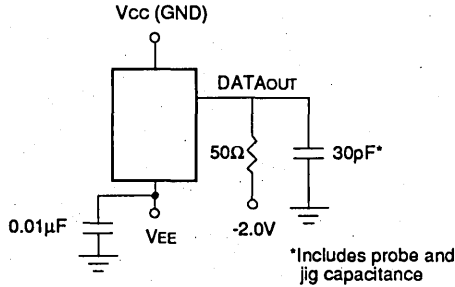 Vcc (GND)
DATAOUT
50Ω
30pF*
0.01μF
VEE
-2.0V
*Includes probe and
jig capacitance